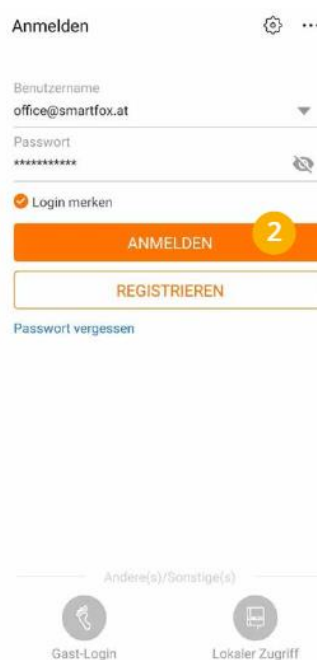 Anmelden
Benutzername
office@smartfox.at
Passwort
***********
Login merken
ANMELDEN 2
REGISTRIEREN
Passwort vergessen
Andere(s)/Sonstige(s)
Gast-Login Lokaler Zugriff